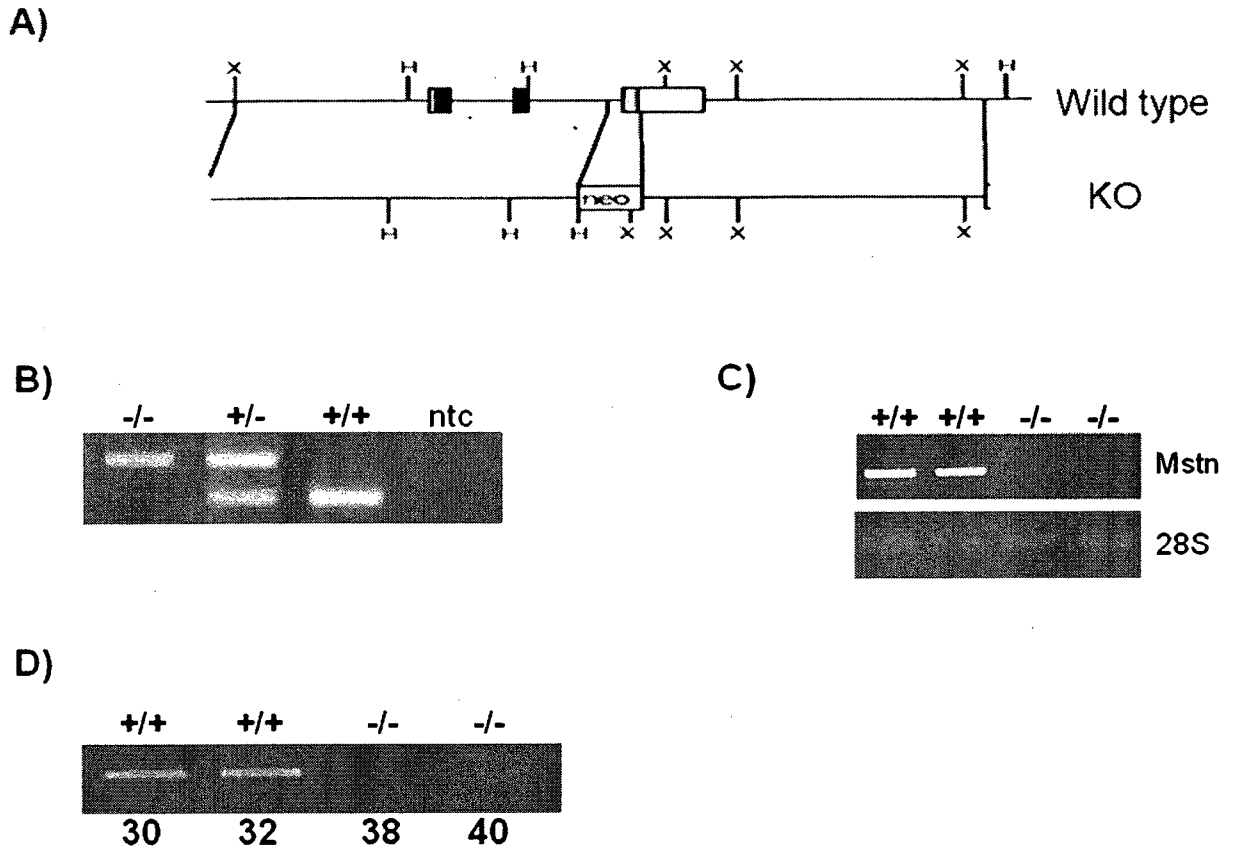 A)
X H H X X X H
Wild type
neo
KO
H H H X X X X
B)
-/- +/- +/+ ntc
C)
+/+ +/+ -/- -/-
Mstn
28S
D)
+/+ +/+ -/- -/-
30 32 38 40